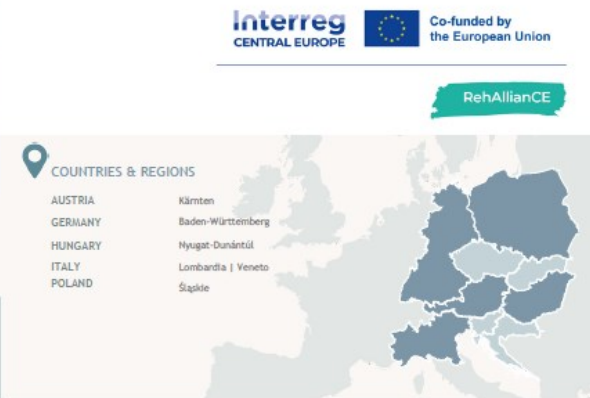 Interreg
CENTRAL EUROPE
Co-funded by
the European Union
RehAllianCE
COUNTRIES & REGIONS
AUSTRIA Kärnten
GERMANY Baden-Württemberg
HUNGARY Nyugat-Dunántúl
ITALY Lombardia | Veneto
POLAND Śląskie